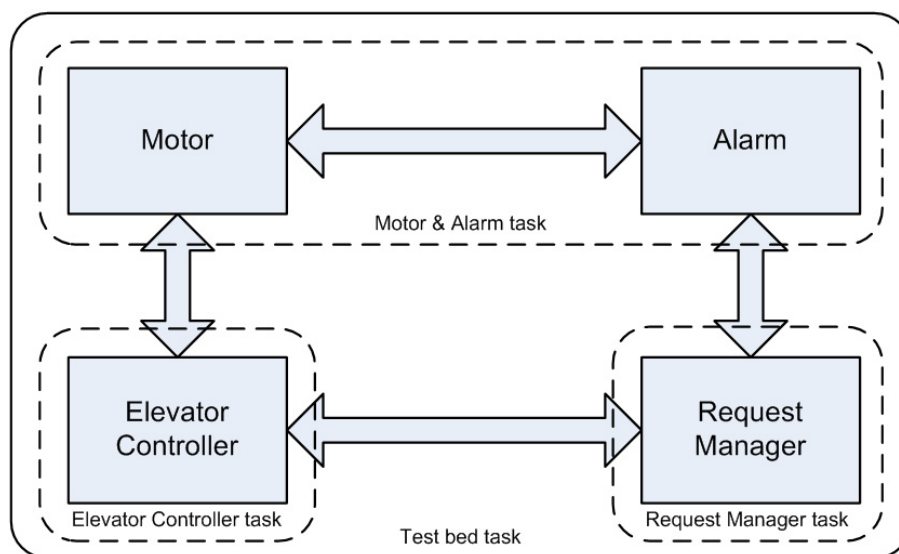 Motor
Alarm
Motor & Alarm task
Elevator
Controller
Request
Manager
Elevator Controller task
Request Manager task
Test bed task